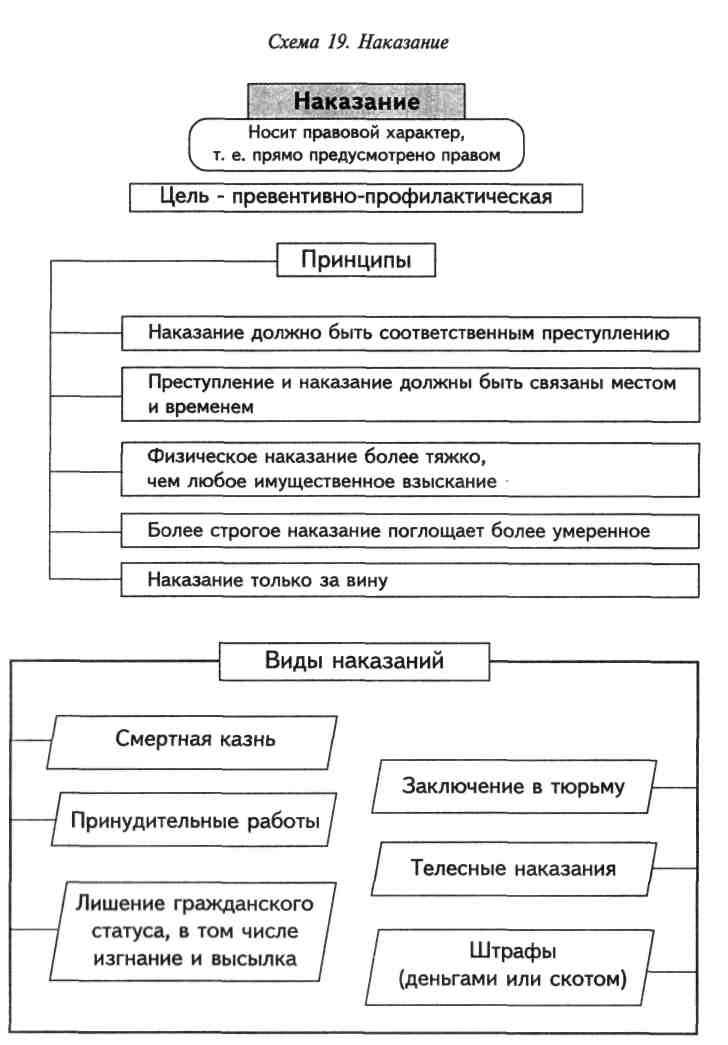 Схема 19. Наказание
Наказание
Носит правовой характер,
т. е. прямо предусмотрено правом
Цель - превентивно-профилактическая
Принципы
Наказание должно быть соответственным преступлению
Преступление и наказание должны быть связаны местом
и временем
Физическое наказание более тяжко,
чем любое имущественное взыскание
Более строгое наказание поглощает более умеренное
Наказание только за вину
Виды наказаний
Смертная казнь
Принудительные работы
Лишение гражданского
статуса, в том числе
изгнание и высылка
Заключение в тюрьму
Телесные наказания
Штрафы
(деньгами или скотом)